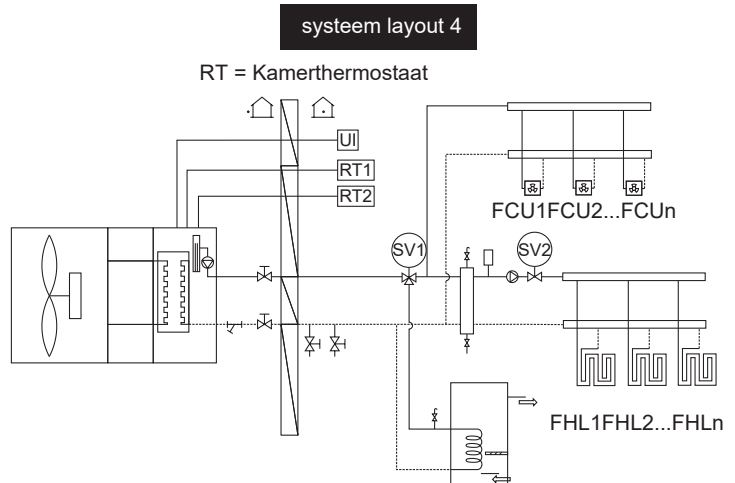 systeem layout 4
RT = Kamerthermostaat
UI
RT1
RT2
FCU1FCU2...FCUn
SV1
SV2
FHL1FHL2...FHLn